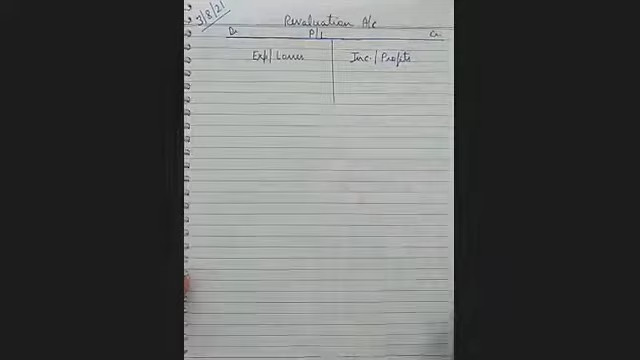 3/8/21
Revaluation A/c
Dr P/L Cr
Exp/Losses Inc./Profits